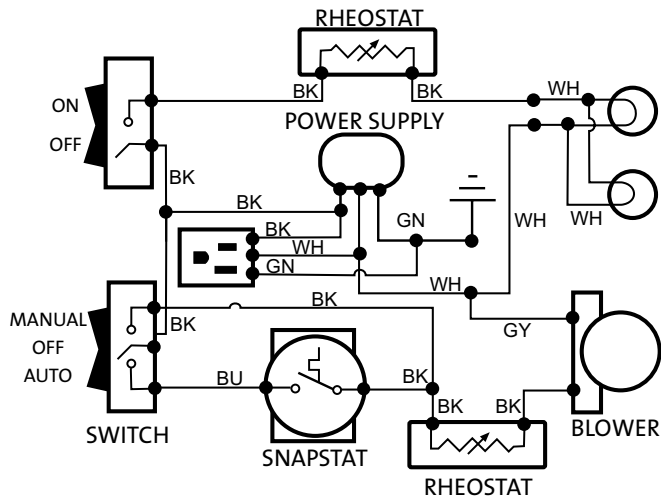 RHEOSTAT
BK
BK
WH
ON
OFF
POWER SUPPLY
BK
BK
GN
WH
WH
BK
WH
GN
WH
BK
MANUAL
OFF
AUTO
BK
GY
BU
BK
BK
BK
SWITCH
SNAPSTAT
BLOWER
RHEOSTAT